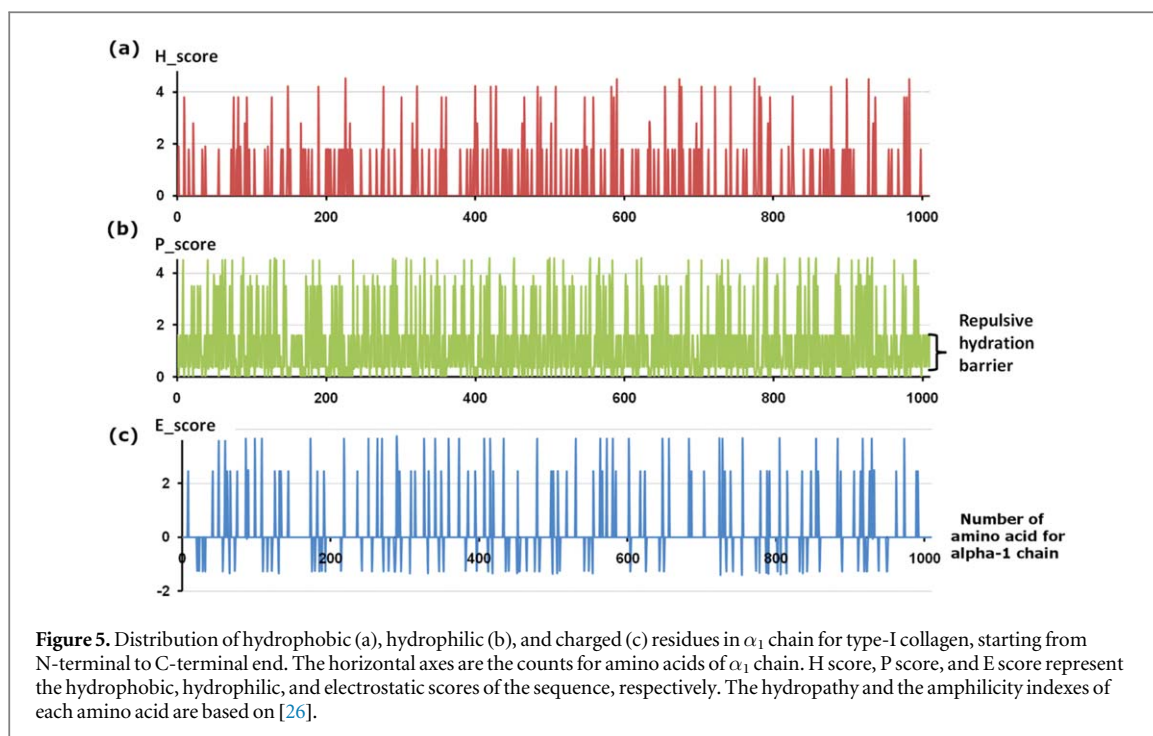 (a)
H_score
4
2
0
0 200 400 600 800 1000
(b)
P_score
4
2
0
0 200 400 600 800 1000
Repulsive
hydration
barrier
(c)
E_score
2
0
-2
0 200 400 600 800 1000
Number of
amino acid for
alpha-1 chain
Figure 5. Distribution of hydrophobic (a), hydrophilic (b), and charged (c) residues in α₁ chain for type-I collagen, starting from
N-terminal to C-terminal end. The horizontal axes are the counts for amino acids of α₁ chain. H score, P score, and E score represent
the hydrophobic, hydrophilic, and electrostatic scores of the sequence, respectively. The hydropathy and the amphilicity indexes of
each amino acid are based on [26].